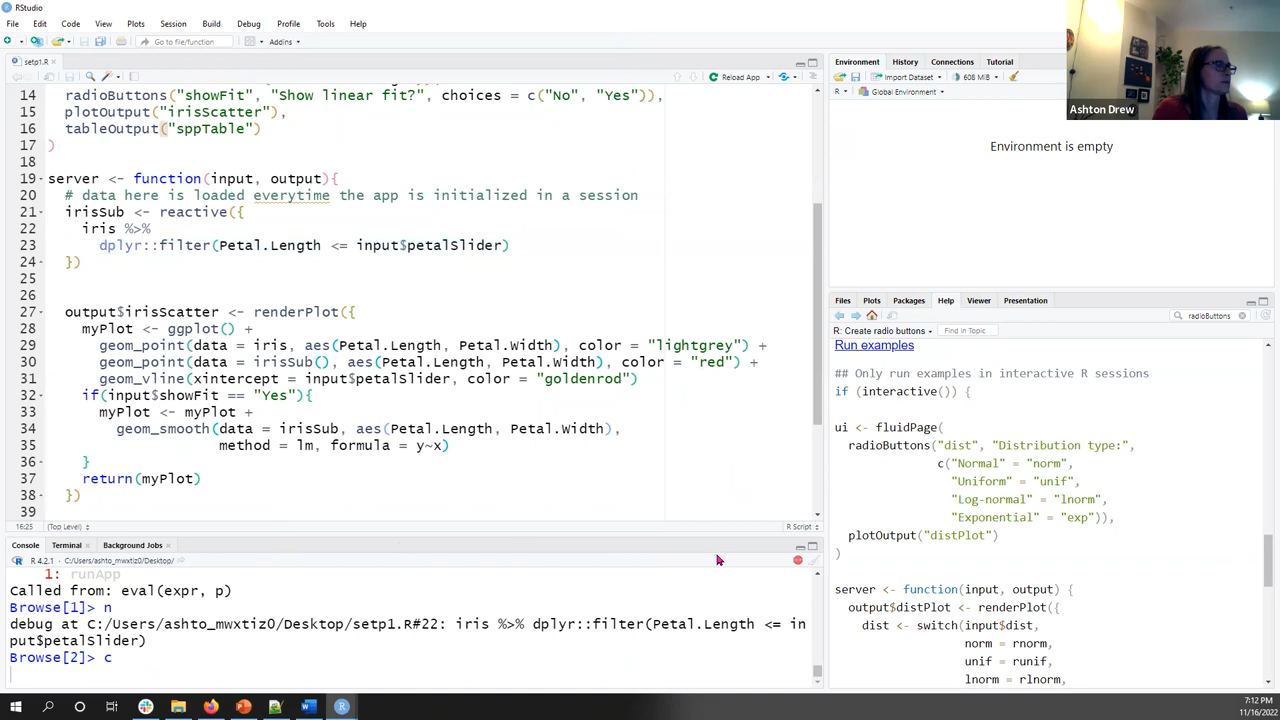 RStudio
File Edit Code View Plots Session Build Debug Profile Tools Help
Go to file/function
Addins
setp1.R
Reload App
14 radioButtons("showFit", "Show linear fit?", choices = c("No", "Yes")),
15 plotOutput("irisScatter"),
16 tableOutput("sppTable")
17 )
18
19 server <- function(input, output){
20 # data here is loaded everytime the app is initialized in a session
21 irisSub <- reactive({
22 iris %>%
23 dplyr::filter(Petal.Length <= input$petalSlider)
24 })
25
26
27 output$irisScatter <- renderPlot({
28 myPlot <- ggplot() +
29 geom_point(data = iris, aes(Petal.Length, Petal.Width), color = "lightgrey") +
30 geom_point(data = irisSub(), aes(Petal.Length, Petal.Width), color = "red") +
31 geom_vline(xintercept = input$petalSlider, color = "goldenrod")
32 if(input$showFit == "Yes"){
33 myPlot <- myPlot +
34 geom_smooth(data = irisSub, aes(Petal.Length, Petal.Width),
35 method = lm, formula = y~x)
36 }
37 return(myPlot)
38 })
39
16:25 (Top Level) R Script
Console Terminal Background Jobs
R 4.2.1 · C:/Users/ashto_mwxtiz0/Desktop/
1: runApp
Called from: eval(expr, p)
Browse[1]> n
debug at C:/Users/ashto_mwxtiz0/Desktop/setp1.R#22: iris %>% dplyr::filter(Petal.Length <= in
put$petalSlider)
Browse[2]> c
Environment History Connections Tutorial
Import Dataset 608 MiB
R Global Environment
Environment is empty
Ashton Drew
Files Plots Packages Help Viewer Presentation
radioButtons
R: Create radio buttons Find in Topic
Run examples
## Only run examples in interactive R sessions
if (interactive()) {
ui <- fluidPage(
radioButtons("dist", "Distribution type:",
c("Normal" = "norm",
"Uniform" = "unif",
"Log-normal" = "lnorm",
"Exponential" = "exp")),
plotOutput("distPlot")
)
server <- function(input, output) {
output$distPlot <- renderPlot({
dist <- switch(input$dist,
norm = rnorm,
unif = runif,
lnorm = rlnorm,
7:12 PM
11/16/2022